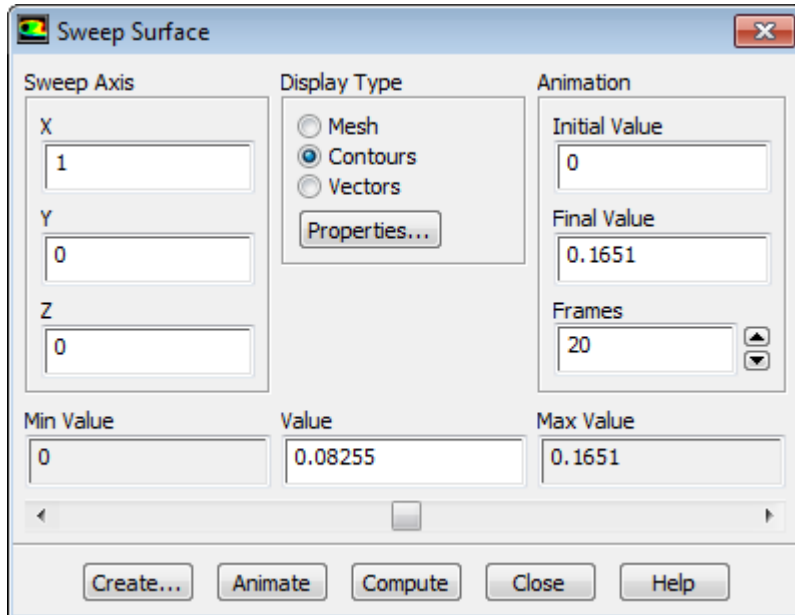 Sweep Surface
Sweep Axis
X
1
Y
0
Z
0
Display Type
Mesh
Contours
Vectors
Properties...
Animation
Initial Value
0
Final Value
0.1651
Frames
20
Min Value
0
Value
0.08255
Max Value
0.1651
Create...
Animate
Compute
Close
Help